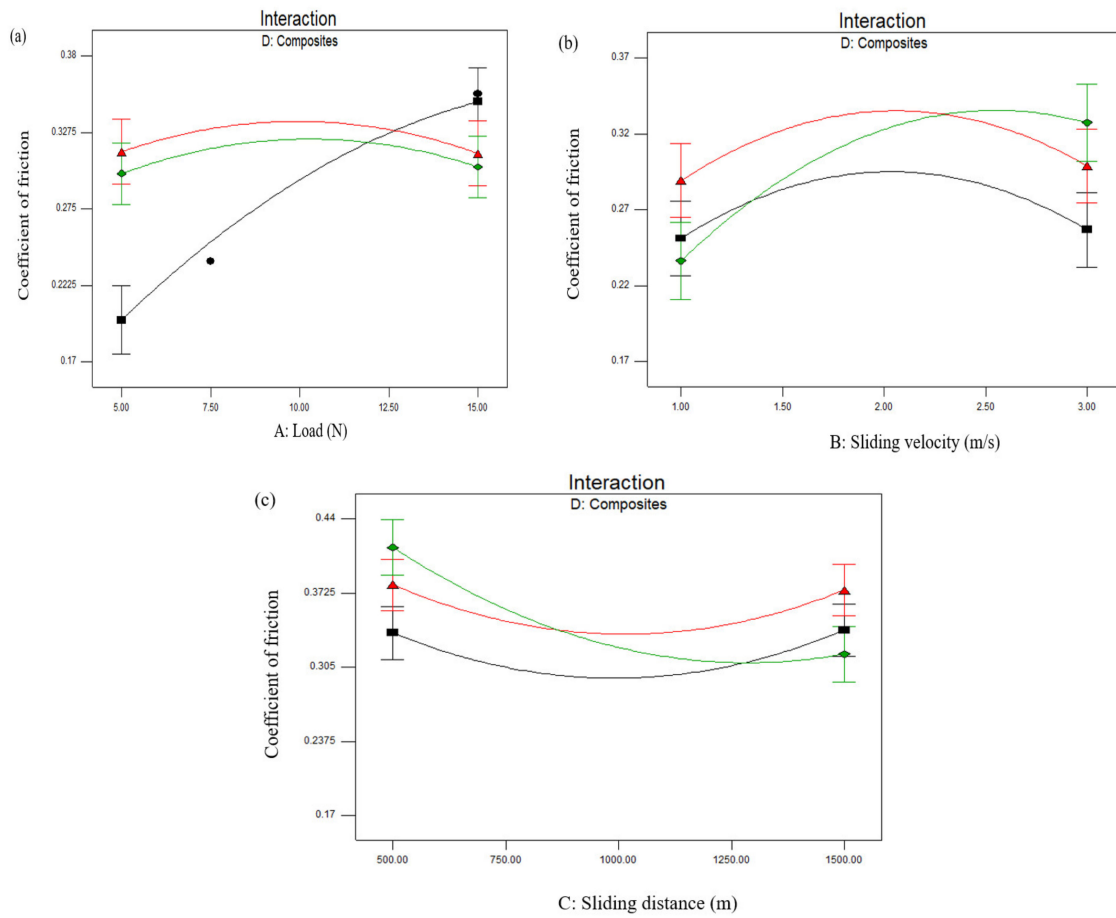 (a)
Interaction
D: Composites
Coefficient of friction
0.38
0.3275
0.275
0.2225
0.17
5.00 7.50 10.00 12.50 15.00
A: Load (N)
(b)
Interaction
D: Composites
Coefficient of friction
0.37
0.32
0.27
0.22
0.17
1.00 1.50 2.00 2.50 3.00
B: Sliding velocity (m/s)
(c)
Interaction
D: Composites
Coefficient of friction
0.44
0.3725
0.305
0.2375
0.17
500.00 750.00 1000.00 1250.00 1500.00
C: Sliding distance (m)